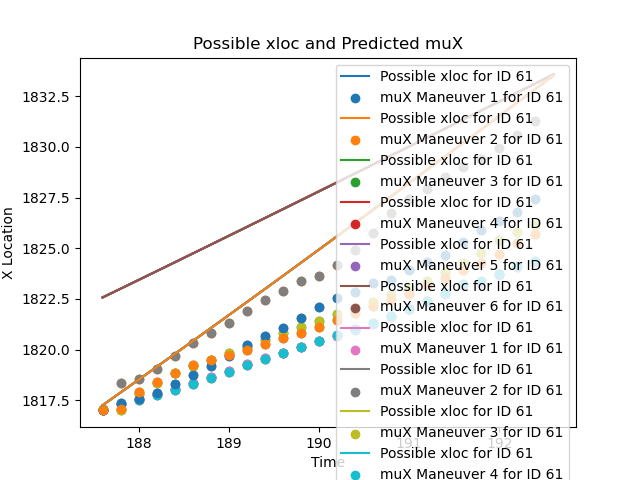 Possible xloc and Predicted muX
X Location
1832.5
1830.0
1827.5
1825.0
1822.5
1820.0
1817.5
188
189
190
191
192
Time
Possible xloc for ID 61
muX Maneuver 1 for ID 61
Possible xloc for ID 61
muX Maneuver 2 for ID 61
Possible xloc for ID 61
muX Maneuver 3 for ID 61
Possible xloc for ID 61
muX Maneuver 4 for ID 61
Possible xloc for ID 61
muX Maneuver 5 for ID 61
Possible xloc for ID 61
muX Maneuver 6 for ID 61
Possible xloc for ID 61
muX Maneuver 1 for ID 61
Possible xloc for ID 61
muX Maneuver 2 for ID 61
Possible xloc for ID 61
muX Maneuver 3 for ID 61
Possible xloc for ID 61
muX Maneuver 4 for ID 61